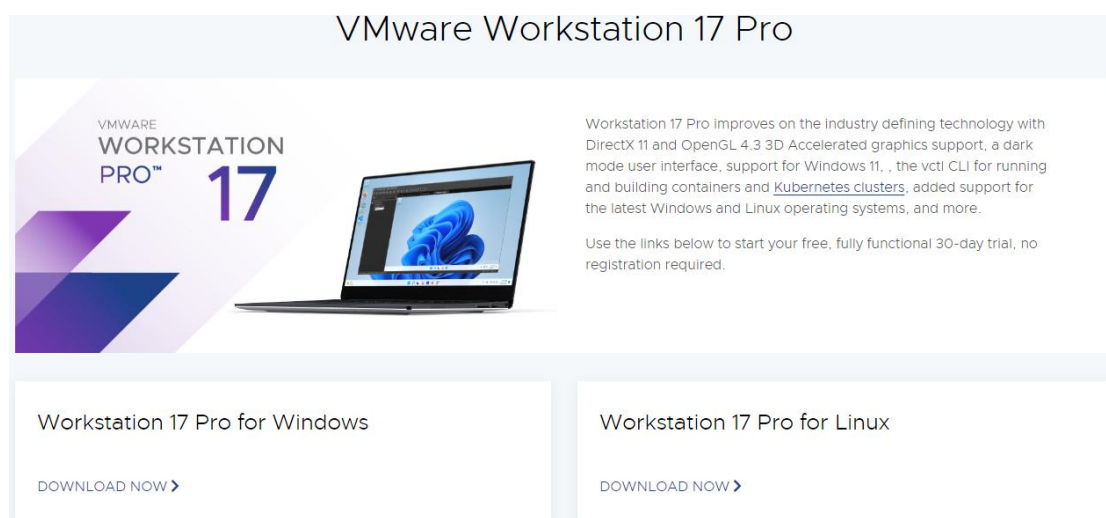 VMware Workstation 17 Pro
VMWARE
WORKSTATION
PRO™ 17
Workstation 17 Pro improves on the industry defining technology with
DirectX 11 and OpenGL 4.3 3D Accelerated graphics support, a dark
mode user interface, support for Windows 11, , the vctl CLI for running
and building containers and Kubernetes clusters, added support for
the latest Windows and Linux operating systems, and more.
Use the links below to start your free, fully functional 30-day trial, no
registration required.
Workstation 17 Pro for Windows
DOWNLOAD NOW
Workstation 17 Pro for Linux
DOWNLOAD NOW